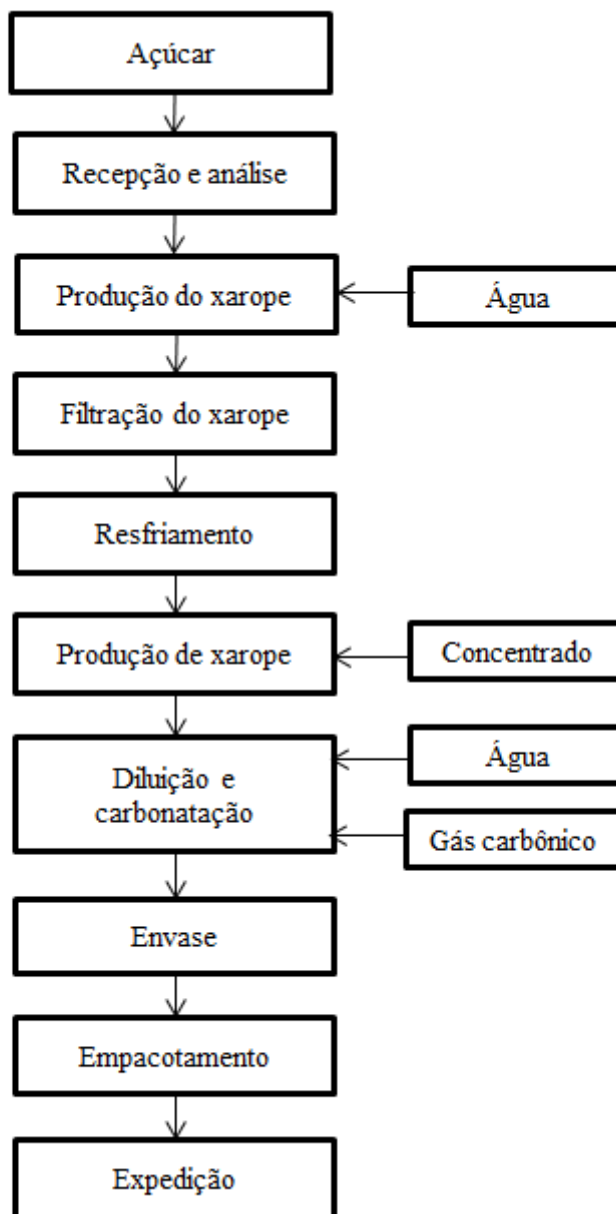 Açúcar
Recepção e análise
Produção do xarope
Água
Filtração do xarope
Resfriamento
Produção de xarope
Concentrado
Diluição e
carbonatação
Água
Gás carbônico
Envase
Empacotamento
Expedição